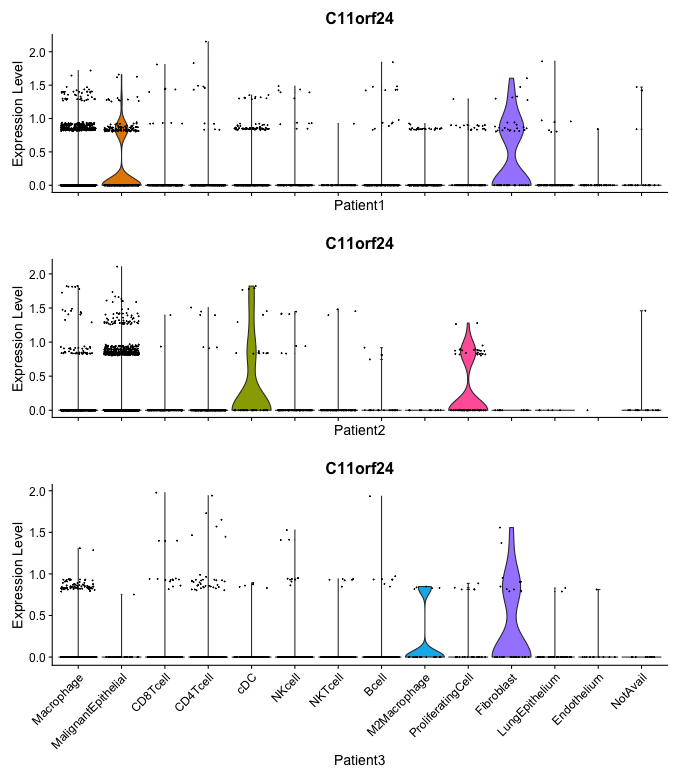 C11orf24
Expression Level
2.0
1.5
1.0
0.5
0.0
Patient1
C11orf24
Expression Level
2.0
1.5
1.0
0.5
0.0
Patient2
C11orf24
Expression Level
2.0
1.5
1.0
0.5
0.0
Macrophage
MalignantEpithelial
CD8Tcell
CD4Tcell
cDC
NKcell
NKTcell
Bcell
M2Macrophage
ProliferatingCell
Fibroblast
LungEpithelium
Endothelium
NotAvail
Patient3